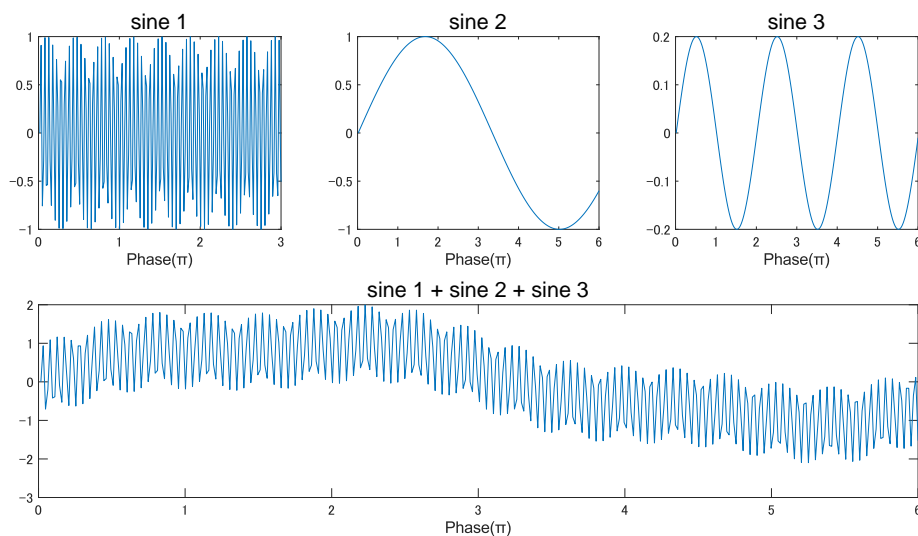 sine 1
1
0.5
0
−0.5
−1
0 1 2 3
Phase(π)
sine 2
1
0.5
0
−0.5
−1
0 1 2 3 4 5 6
Phase(π)
sine 3
0.2
0.1
0
−0.1
−0.2
0 1 2 3 4 5 6
Phase(π)
sine 1 + sine 2 + sine 3
2
1
0
−1
−2
−3
0 1 2 3 4 5 6
Phase(π)